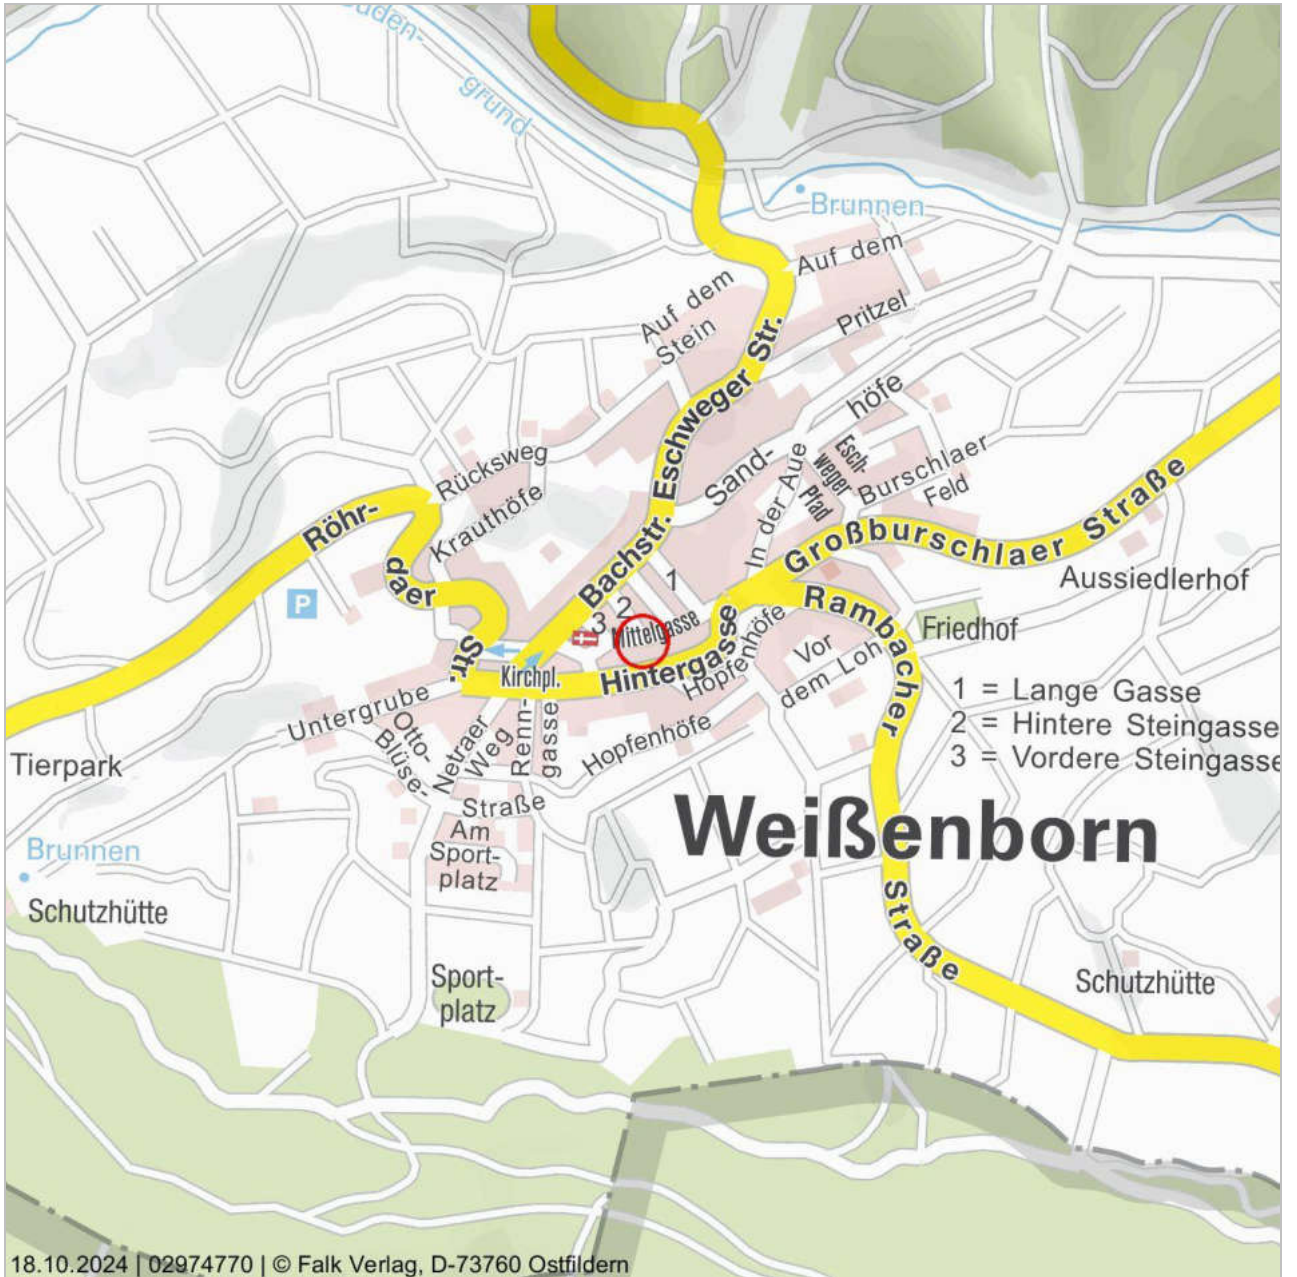 uden-
grund
Brunnen
Auf dem
Auf dem
Stein
Pritzel
Eschweger Str.
höfe
Sand-
In der Aue
Esch-
weger
Pfad
Burschlaer
Feld
Rücksweg
Krauthöfe
Röhr-
daer
Str.
Bachstr.
Großburschlaer Straße
Aussiedlerhof
P
1
2
3
Mittelgasse
Hintergasse
Kirchpl.
Hopfenhöfe
Rambacher
Straße
Friedhof
Vor
dem Loh
1 = Lange Gasse
2 = Hintere Steingasse
3 = Vordere Steingasse
Untergrube
Otto-
Blüse-
Netraer
Weg
Renn-
gasse
Hopfenhöfe
Straße
Tierpark
Am
Sport-
platz
Weißenborn
Brunnen
Schutzhütte
Sport-
platz
Schutzhütte
18.10.2024 | 02974770 | © Falk Verlag, D-73760 Ostfildern